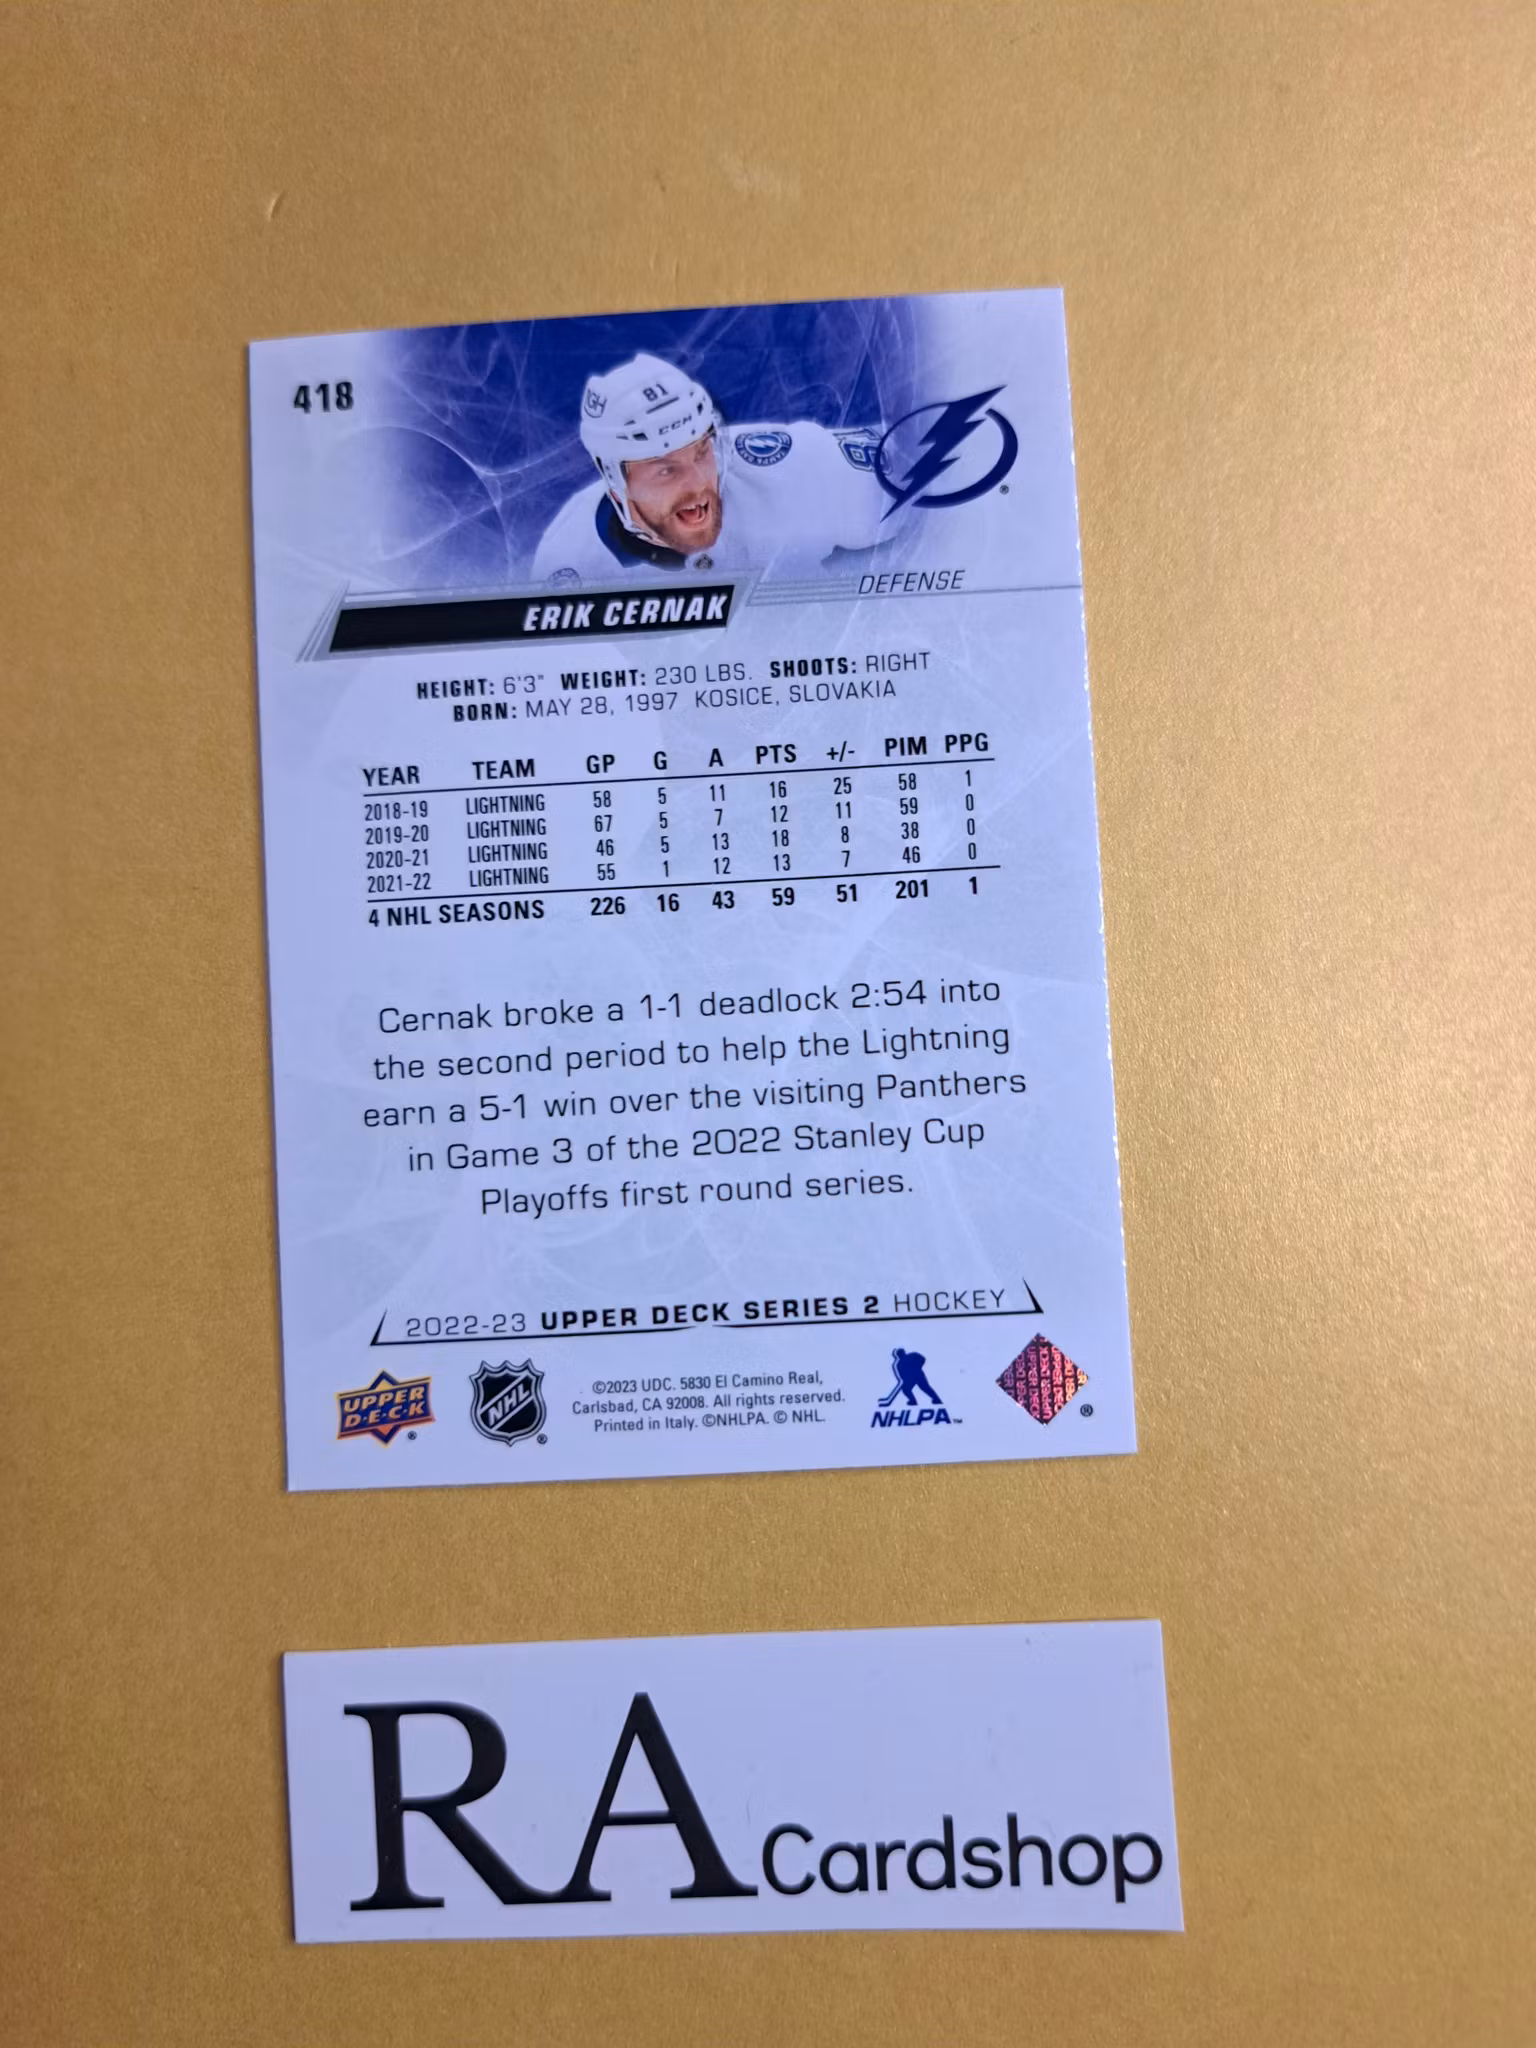 418
81
CCM
TAMPA BAY
81
®
DEFENSE
ERIK CERNAK
HEIGHT: 6'3" WEIGHT: 230 LBS. SHOOTS: RIGHT
BORN: MAY 28, 1997 KOSICE, SLOVAKIA
YEAR TEAM GP G A PTS +/- PIM PPG
2018-19 LIGHTNING 58 5 11 16 25 58 1
2019-20 LIGHTNING 67 5 7 12 11 59 0
2020-21 LIGHTNING 46 5 13 18 8 38 0
2021-22 LIGHTNING 55 1 12 13 7 46 0
4 NHL SEASONS 226 16 43 59 51 201 1
Cernak broke a 1-1 deadlock 2:54 into
the second period to help the Lightning
earn a 5-1 win over the visiting Panthers
in Game 3 of the 2022 Stanley Cup
Playoffs first round series.
2022-23 UPPER DECK SERIES 2 HOCKEY
UPPER
D·E·C·K ®
NHL ®
©2023 UDC. 5830 El Camino Real,
Carlsbad, CA 92008. All rights reserved.
Printed in Italy. ©NHLPA. © NHL.
NHLPA™
UPPER DECK
®
RA Cardshop